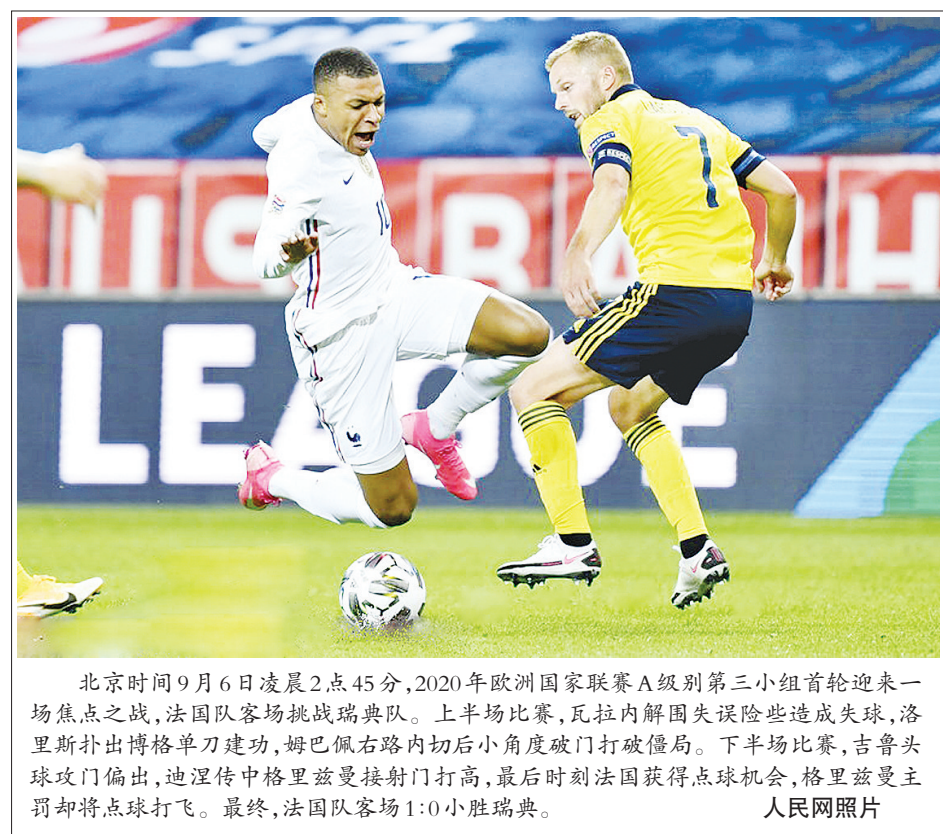 LEAGUE
10
7
RESPECT
北京时间9月6日凌晨2点45分,2020年欧洲国家联赛A级别第三小组首轮迎来一
场焦点之战,法国队客场挑战瑞典队。上半场比赛,瓦拉内解围失误险些造成失球,洛
里斯扑出博格单刀建功,姆巴佩右路内切后小角度破门打破僵局。下半场比赛,吉鲁头
球攻门偏出,迪涅传中格里兹曼接射门打高,最后时刻法国获得点球机会,格里兹曼主
罚却将点球打飞。最终,法国队客场1:0小胜瑞典。
人民网照片